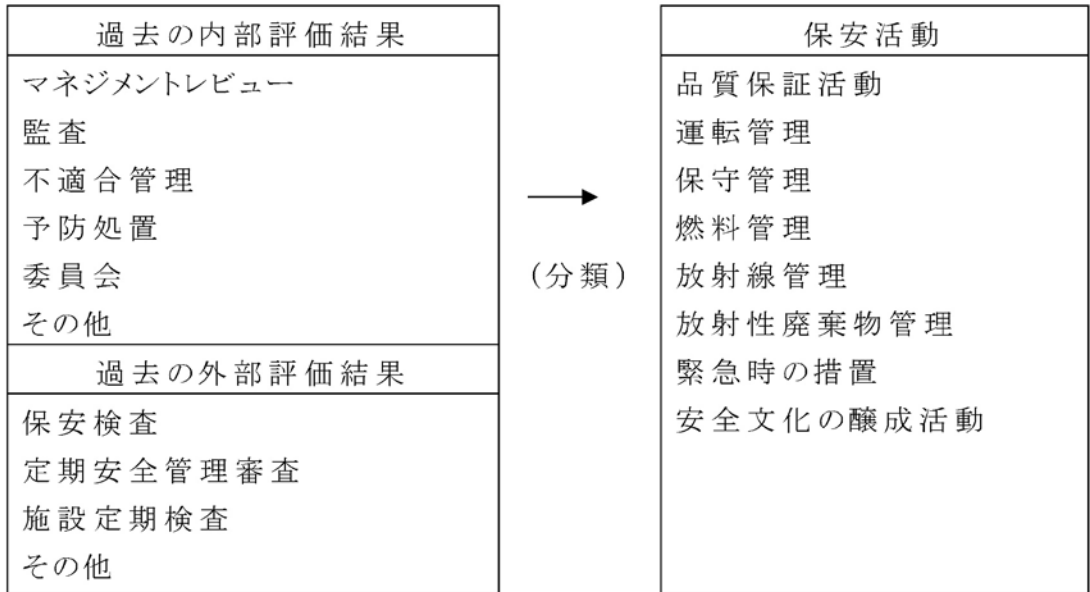 過去の内部評価結果
マネジメントレビュー
監査
不適合管理
予防処置
委員会
その他
過去の外部評価結果
保安検査
定期安全管理審査
施設定期検査
その他
(分類)
保安活動
品質保証活動
運転管理
保守管理
燃料管理
放射線管理
放射性廃棄物管理
緊急時の措置
安全文化の醸成活動